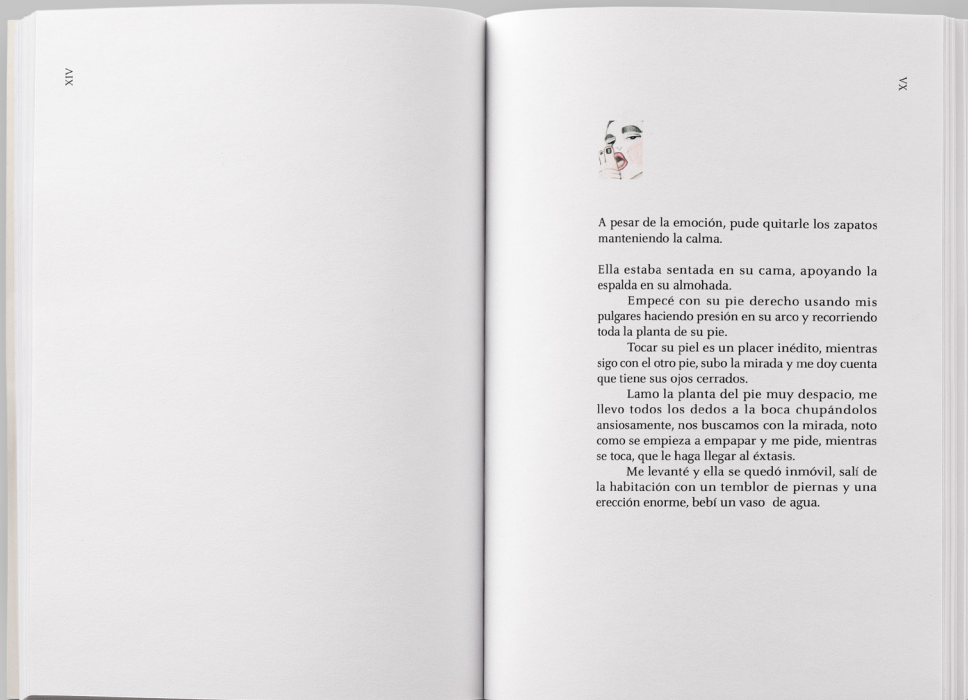 XIV
XV
A pesar de la emoción, pude quitarle los zapatos
manteniendo la calma.
Ella estaba sentada en su cama, apoyando la
espalda en su almohada.
Empecé con su pie derecho usando mis
pulgares haciendo presión en su arco y recorriendo
toda la planta de su pie.
Tocar su piel es un placer inédito, mientras
sigo con el otro pie, subo la mirada y me doy cuenta
que tiene sus ojos cerrados.
Lamo la planta del pie muy despacio, me
llevo todos los dedos a la boca chupándolos
ansiosamente, nos buscamos con la mirada, noto
como se empieza a empapar y me pide, mientras
se toca, que le haga llegar al éxtasis.
Me levanté y ella se quedó inmóvil, salí de
la habitación con un temblor de piernas y una
erección enorme, bebí un vaso de agua.